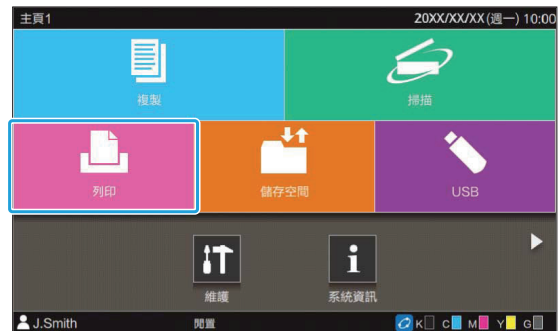 主頁1 20XX/XX/XX(週一) 10:00
複製 掃描
列印 儲存空間 USB
維護 系統資訊
J.Smith 閒置 K C M Y G